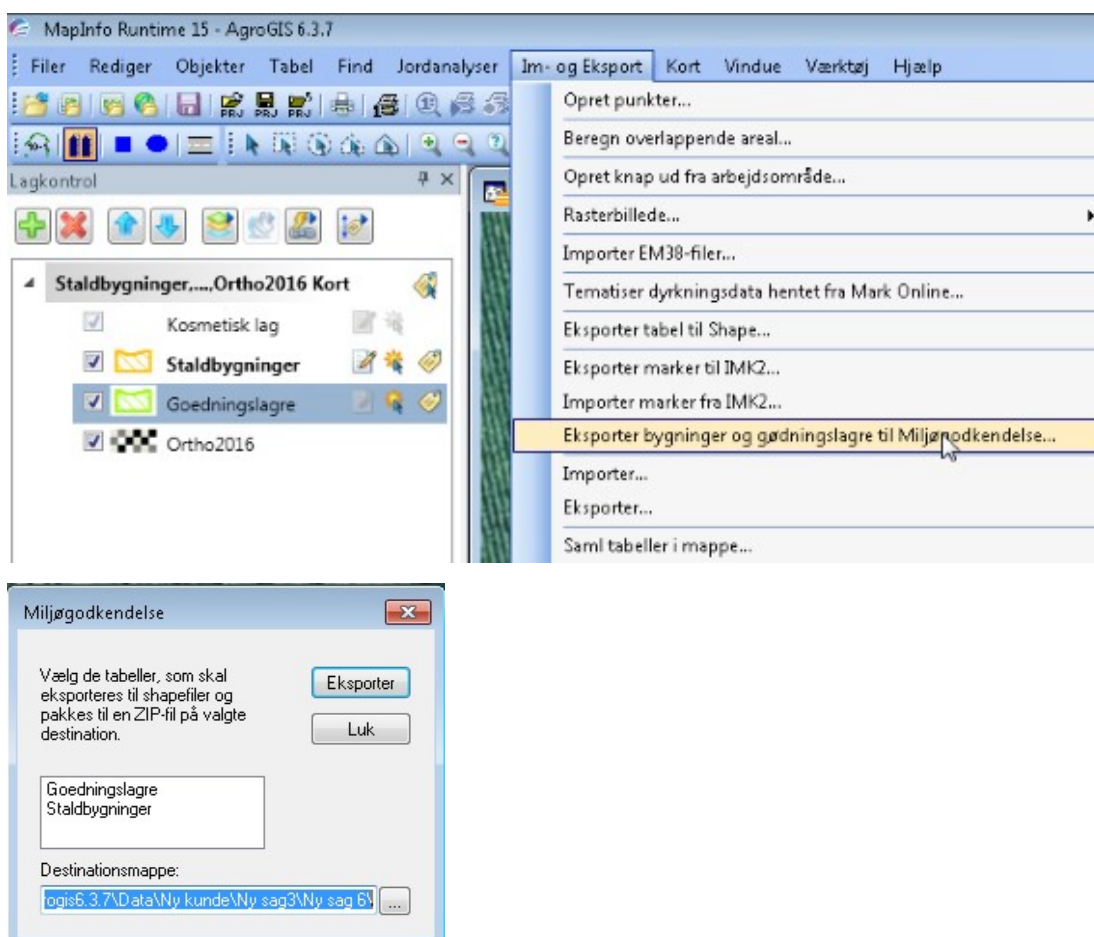 MapInfo Runtime 15 - AgroGIS 6.3.7
Filer Rediger Objekter Tabel Find Jordanalyser Im- og Eksport Kort Vindue Værktøj Hjælp
PRJ PRJ PRJ
Lagkontrol
Staldbygninger,...,Ortho2016 Kort
Kosmetisk lag
Staldbygninger
Goedningslagre
Ortho2016
Opret punkter...
Beregn overlappende areal...
Opret knap ud fra arbejdsområde...
Rasterbillede...
Importer EM38-filer...
Tematiser dyrkningsdata hentet fra Mark Online...
Eksporter tabel til Shape...
Eksporter marker til IMK2...
Importer marker fra IMK2...
Eksporter bygninger og gødningslagre til Miljøgodkendelse...
Importer...
Eksporter...
Saml tabeller i mappe...
Miljøgodkendelse
Vælg de tabeller, som skal
eksporteres til shapefiler og
pakkes til en ZIP-fil på valgte
destination.
Eksporter
Luk
Goedningslagre
Staldbygninger
Destinationsmappe:
rogis6.3.7\Data\Ny kunde\Ny sag3\Ny sag 6\
...